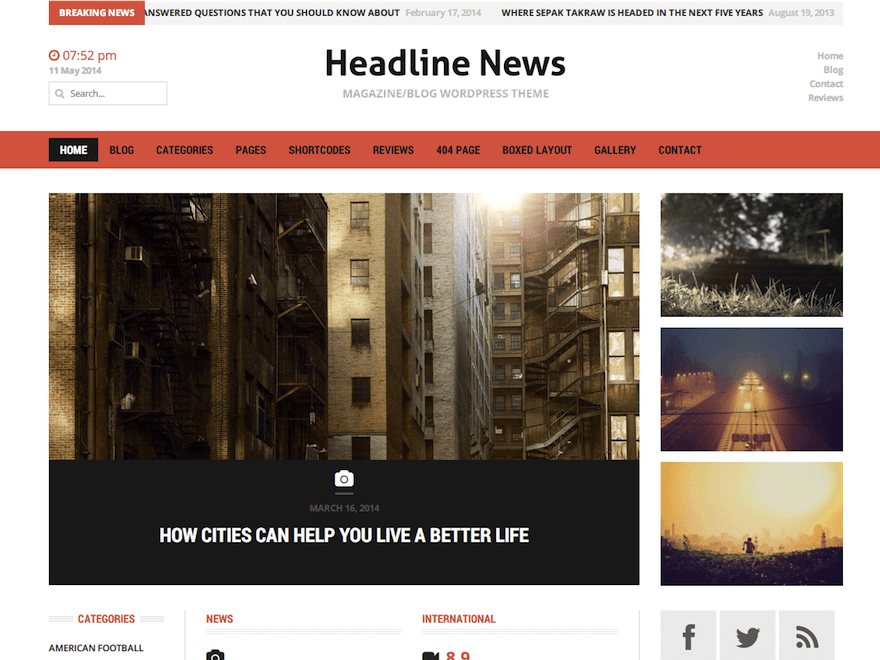 BREAKING NEWS ANSWERED QUESTIONS THAT YOU SHOULD KNOW ABOUT February 17, 2014 WHERE SEPAK TAKRAW IS HEADED IN THE NEXT FIVE YEARS August 19, 2013
07:52 pm
11 May 2014
Search...
Headline News
MAGAZINE/BLOG WORDPRESS THEME
Home
Blog
Contact
Reviews
HOME BLOG CATEGORIES PAGES SHORTCODES REVIEWS 404 PAGE BOXED LAYOUT GALLERY CONTACT
MARCH 16, 2014
HOW CITIES CAN HELP YOU LIVE A BETTER LIFE
CATEGORIES NEWS INTERNATIONAL
AMERICAN FOOTBALL
8.9